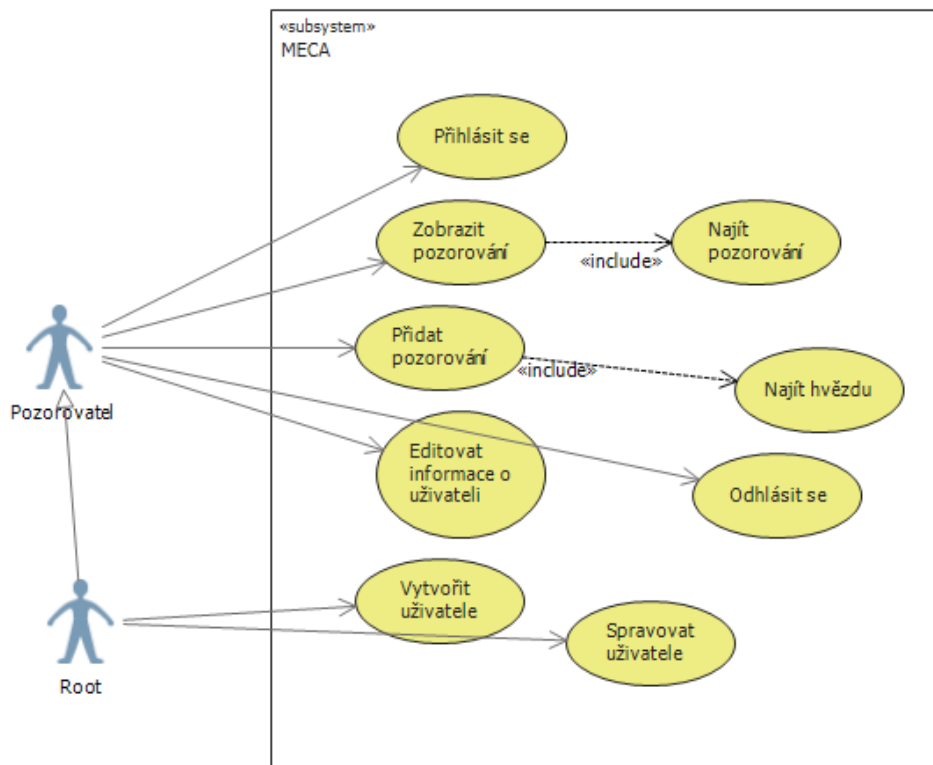 «subsystem»
MECA
Přihlásit se
Zobrazit
pozorování
«include»
Najít
pozorování
Přidat
pozorování
«include»
Najít hvězdu
Pozorovatel
Editovat
informace o
uživateli
Odhlásit se
Vytvořit
uživatele
Spravovat
uživatele
Root